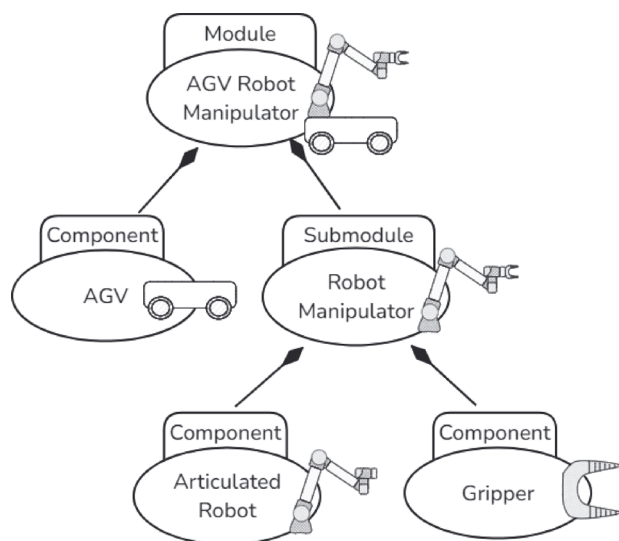 Module
AGV Robot
Manipulator
Component
AGV
Submodule
Robot
Manipulator
Component
Articulated
Robot
Component
Gripper